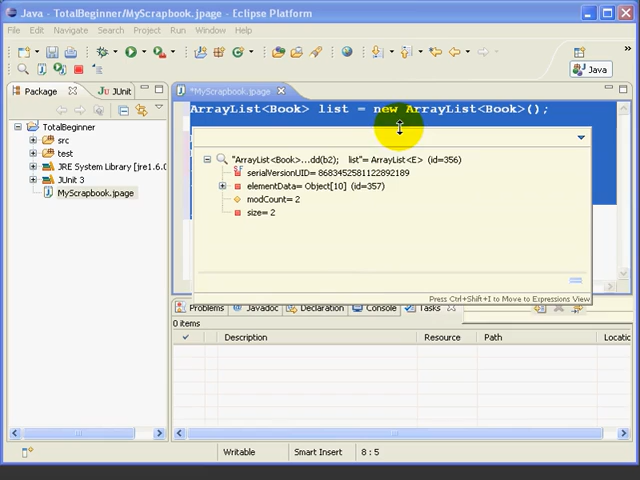 Java - TotalBeginner/MyScrapbook.jpage - Eclipse Platform
File Edit Navigate Search Project Run Window Help
Java
Package
JUnit
*MyScrapbook.jpage
ArrayList<Book> list = new ArrayList<Book>();
TotalBeginner
src
test
JRE System Library [jre1.6.0
JUnit 3
MyScrapbook.jpage
"ArrayList<Book>...dd(b2); list"= ArrayList<E> (id=356)
serialVersionUID= 8683452581122892189
elementData= Object[10] (id=357)
modCount= 2
size= 2
Press Ctrl+Shift+I to Move to Expressions View
Problems Javadoc Declaration Console Tasks
0 items
Description Resource Path Locatio
Writable Smart Insert 8 : 5